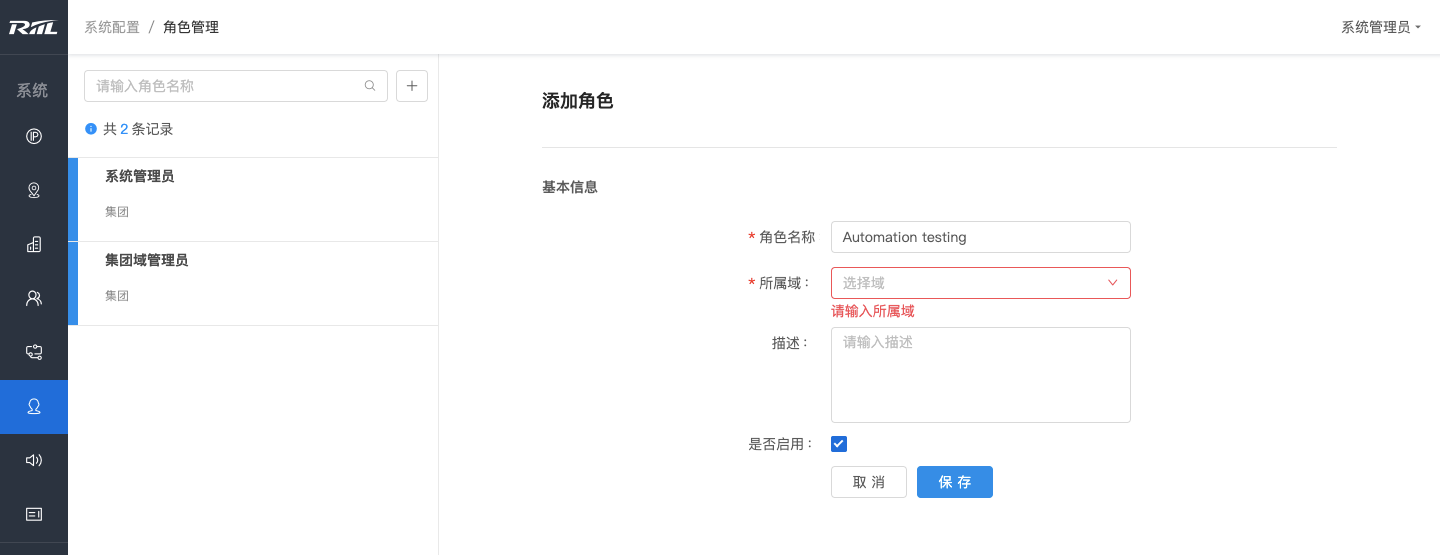 RIIL
系统配置 / 角色管理
系统管理员
系统
请输入角色名称
共 2 条记录
系统管理员
集团
集团域管理员
集团
添加角色
基本信息
* 角色名称
Automation testing
* 所属域：
选择域
请输入所属域
描述：
请输入描述
是否启用：
取 消
保 存